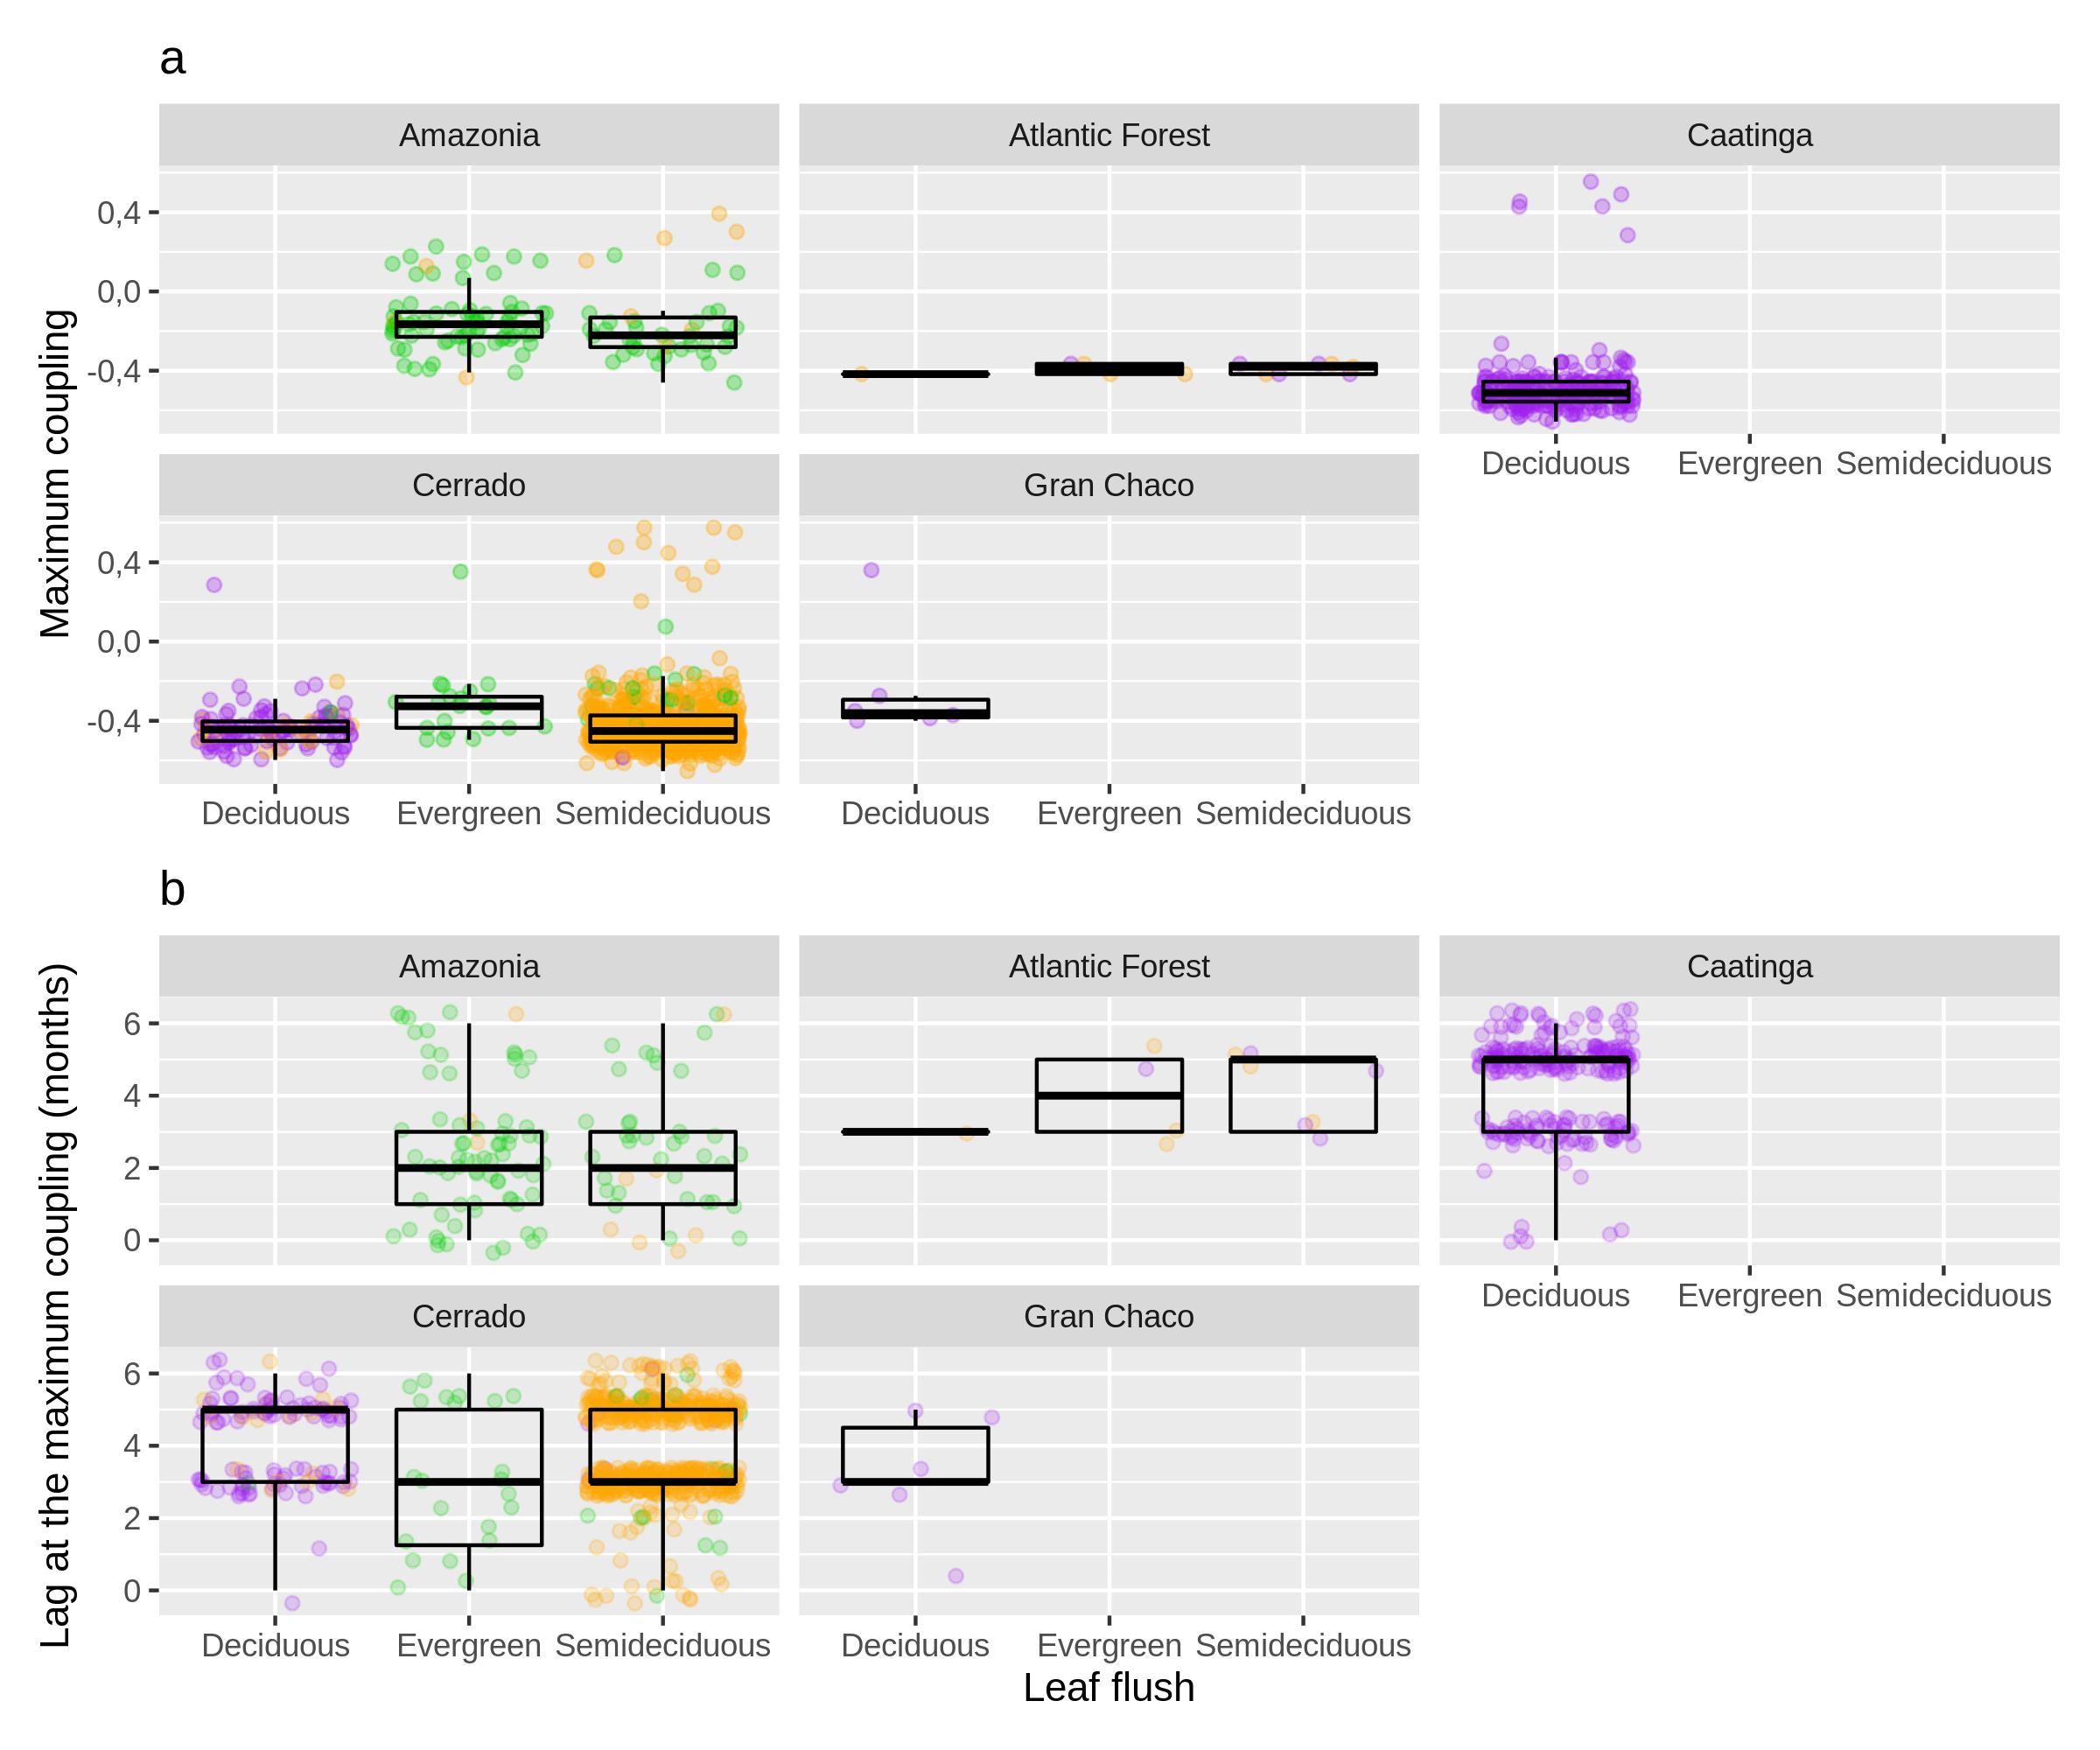 a
Amazonia
Atlantic Forest
Caatinga
0,4
0,0
-0,4
Deciduous
Evergreen
Semideciduous
Cerrado
Gran Chaco
0,4
0,0
-0,4
Deciduous
Evergreen
Semideciduous
Deciduous
Evergreen
Semideciduous
Maximum coupling
b
Amazonia
Atlantic Forest
Caatinga
6
4
2
0
Deciduous
Evergreen
Semideciduous
Cerrado
Gran Chaco
6
4
2
0
Deciduous
Evergreen
Semideciduous
Deciduous
Evergreen
Semideciduous
Lag at the maximum coupling (months)
Leaf flush